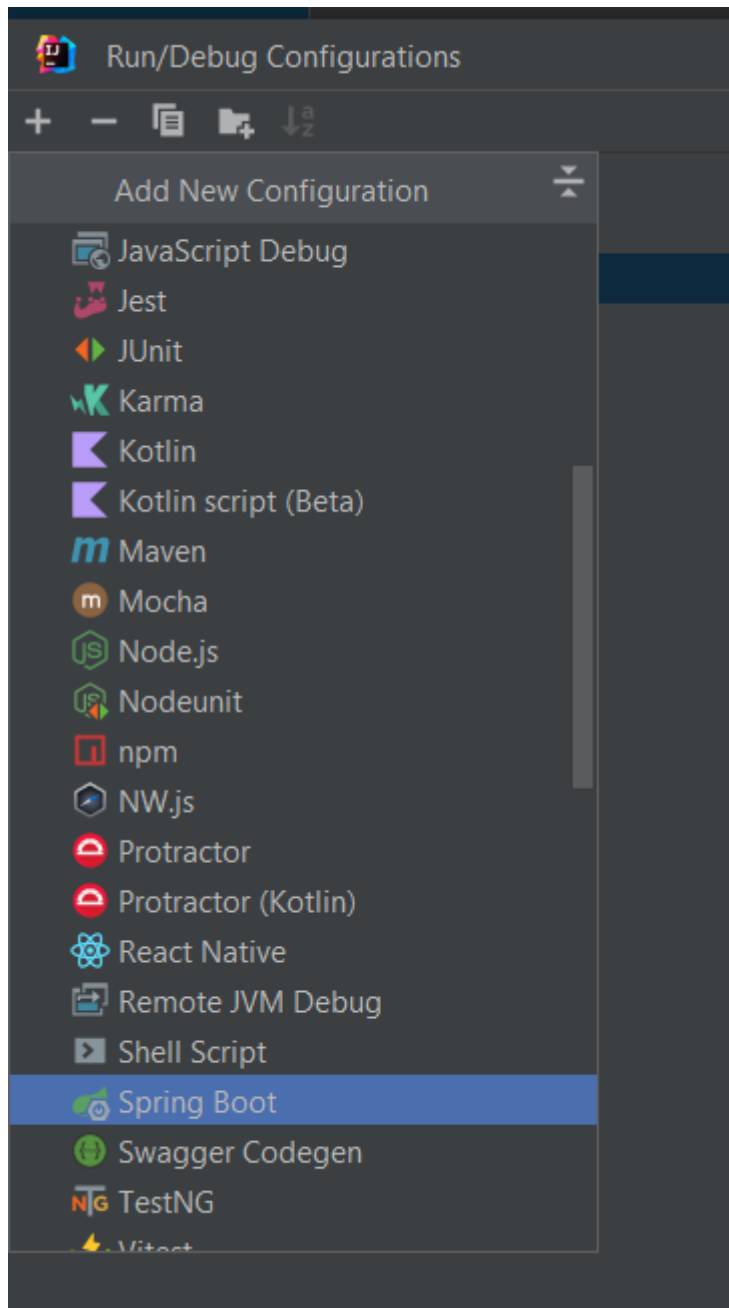 Run/Debug Configurations
Add New Configuration
JavaScript Debug
Jest
JUnit
Karma
Kotlin
Kotlin script (Beta)
Maven
Mocha
Node.js
Nodeunit
npm
NW.js
Protractor
Protractor (Kotlin)
React Native
Remote JVM Debug
Shell Script
Spring Boot
Swagger Codegen
TestNG
Vitest